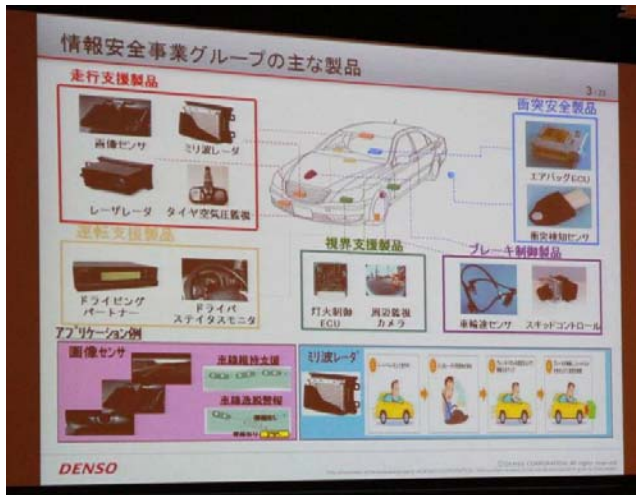 情報安全事業グループの主な製品
3/23
走行支援製品
画像センサ
ミリ波レーダ
レーザレーダ
タイヤ空気圧監視
衝突安全製品
エアバッグECU
衝突検知センサ
運転支援製品
ドライビング
パートナー
ドライバ
ステイタスモニタ
視界支援製品
灯火制御
ECU
周辺監視
カメラ
ブレーキ制御製品
車輪速センサ
スキッドコントロール
アプリケーション例
画像センサ
車線維持支援
車線逸脱警報
ミリ波レーダ
DENSO